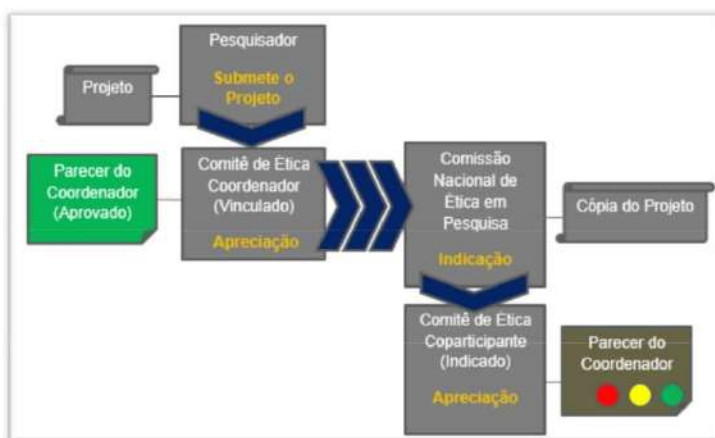 Pesquisador
Submete o
Projeto
Projeto
Parecer do
Coordenador
(Aprovado)
Comitê de Ética
Coordenador
(Vinculado)
Apreciação
Comissão
Nacional de
Ética em
Pesquisa
Indicação
Cópia do Projeto
Comitê de Ética
Coparticipante
(Indicado)
Apreciação
Parecer do
Coordenador